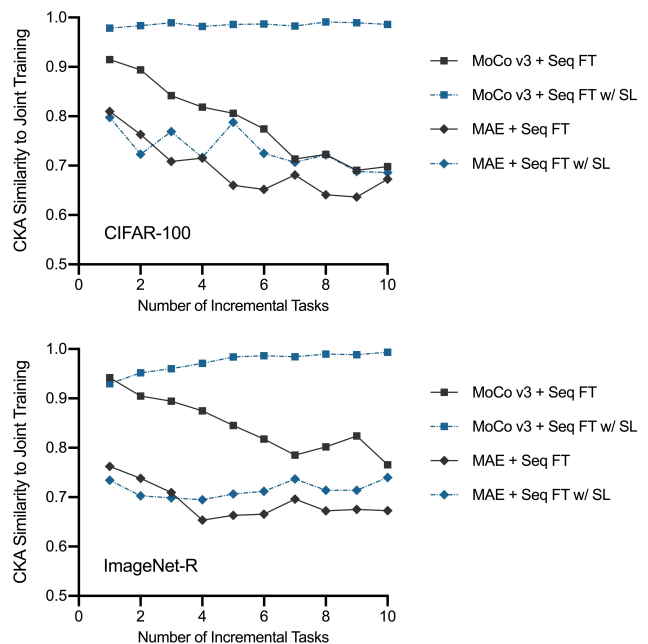 CKA Similarity to Joint Training
1.0
0.9
0.8
0.7
0.6
0.5
CIFAR-100
0 2 4 6 8 10
Number of Incremental Tasks
MoCo v3 + Seq FT
MoCo v3 + Seq FT w/ SL
MAE + Seq FT
MAE + Seq FT w/ SL
CKA Similarity to Joint Training
1.0
0.9
0.8
0.7
0.6
0.5
ImageNet-R
0 2 4 6 8 10
Number of Incremental Tasks
MoCo v3 + Seq FT
MoCo v3 + Seq FT w/ SL
MAE + Seq FT
MAE + Seq FT w/ SL